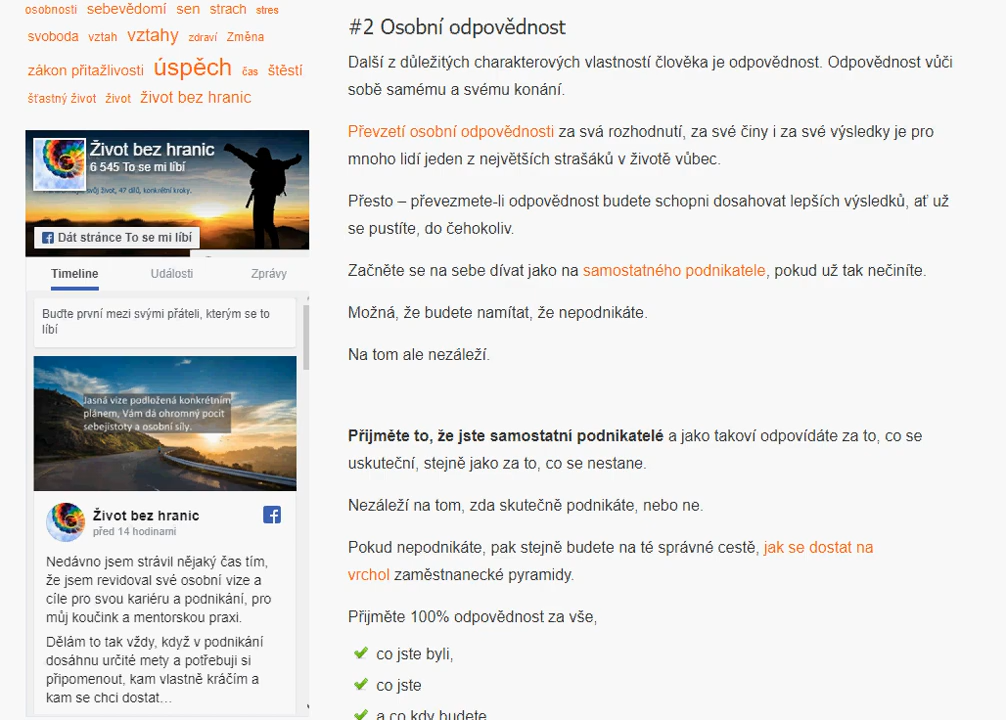 osobnosti sebevědomí sen strach stres
svoboda vztah vztahy zdraví Změna
zákon přitažlivosti úspěch čas štěstí
šťastný život život život bez hranic
Život bez hranic
6 545 To se mi líbí
svůj život, 47 dílů, konkrétní kroky.
Dát stránce To se mi líbí
Timeline Události Zprávy
Buďte první mezi svými přáteli, kterým se to
líbí
Jasná vize podložená konkrétním
plánem, Vám dá ohromný pocit
sebejistoty a osobní síly.
Život bez hranic
před 14 hodinami
Nedávno jsem strávil nějaký čas tím,
že jsem revidoval své osobní vize a
cíle pro svou kariéru a podnikání, pro
můj koučink a mentorskou praxi.
Dělám to tak vždy, když v podnikání
dosáhnu určité mety a potřebuji si
připomenout, kam vlastně kráčím a
kam se chci dostat…
#2 Osobní odpovědnost
Další z důležitých charakterových vlastností člověka je odpovědnost. Odpovědnost vůči
sobě samému a svému konání.
Převzetí osobní odpovědnosti za svá rozhodnutí, za své činy i za své výsledky je pro
mnoho lidí jeden z největších strašáků v životě vůbec.
Přesto – převezmete-li odpovědnost budete schopni dosahovat lepších výsledků, ať už
se pustíte, do čehokoliv.
Začněte se na sebe dívat jako na samostatného podnikatele, pokud už tak nečiníte.
Možná, že budete namítat, že nepodnikáte.
Na tom ale nezáleží.
Přijměte to, že jste samostatní podnikatelé a jako takoví odpovídáte za to, co se
uskuteční, stejně jako za to, co se nestane.
Nezáleží na tom, zda skutečně podnikáte, nebo ne.
Pokud nepodnikáte, pak stejně budete na té správné cestě, jak se dostat na
vrchol zaměstnanecké pyramidy.
Přijměte 100% odpovědnost za vše,
co jste byli,
co jste
a co kdy budete